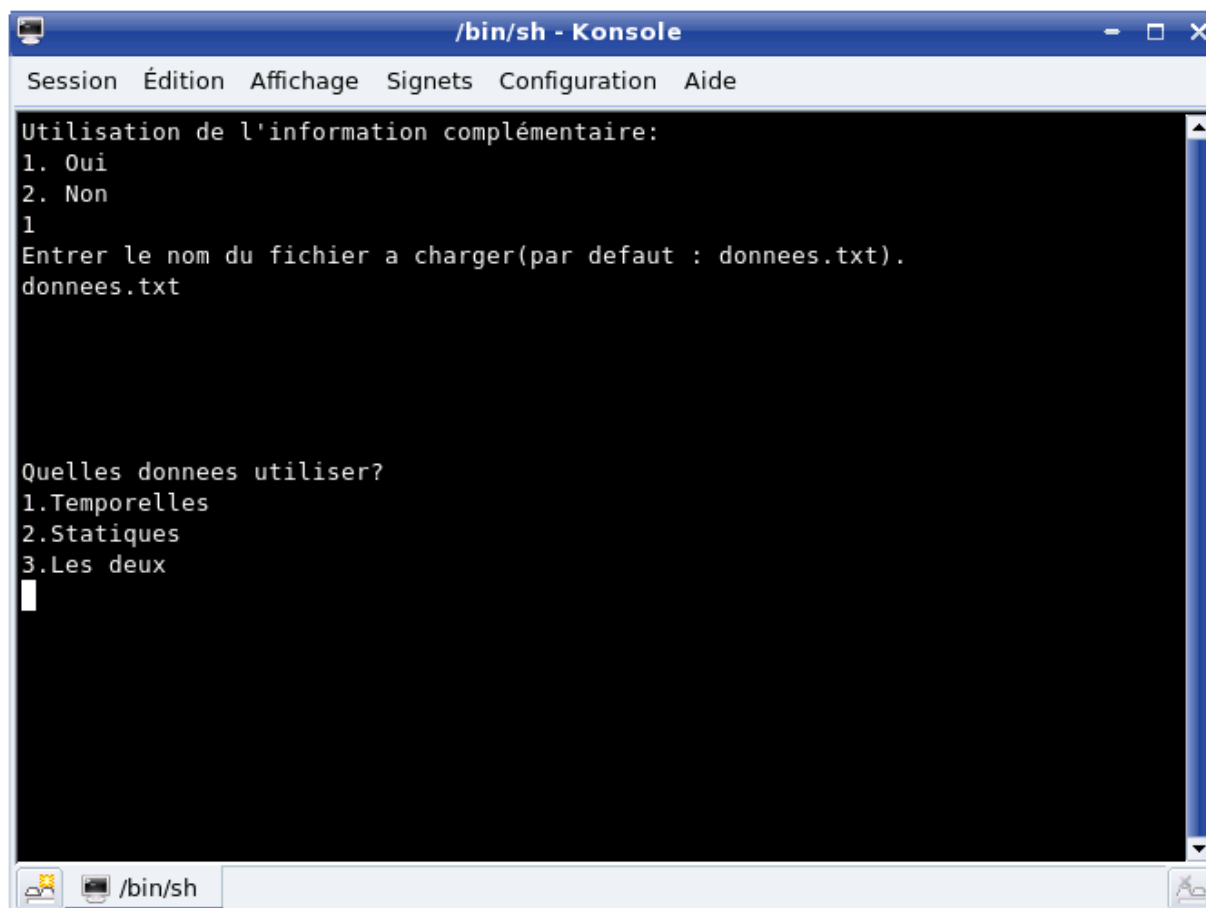 /bin/sh - Konsole
Session Édition Affichage Signets Configuration Aide
Utilisation de l'information complémentaire:
1. Oui
2. Non
1
Entrer le nom du fichier a charger(par defaut : donnees.txt).
donnees.txt
Quelles donnees utiliser?
1.Temporelles
2.Statiques
3.Les deux
/bin/sh